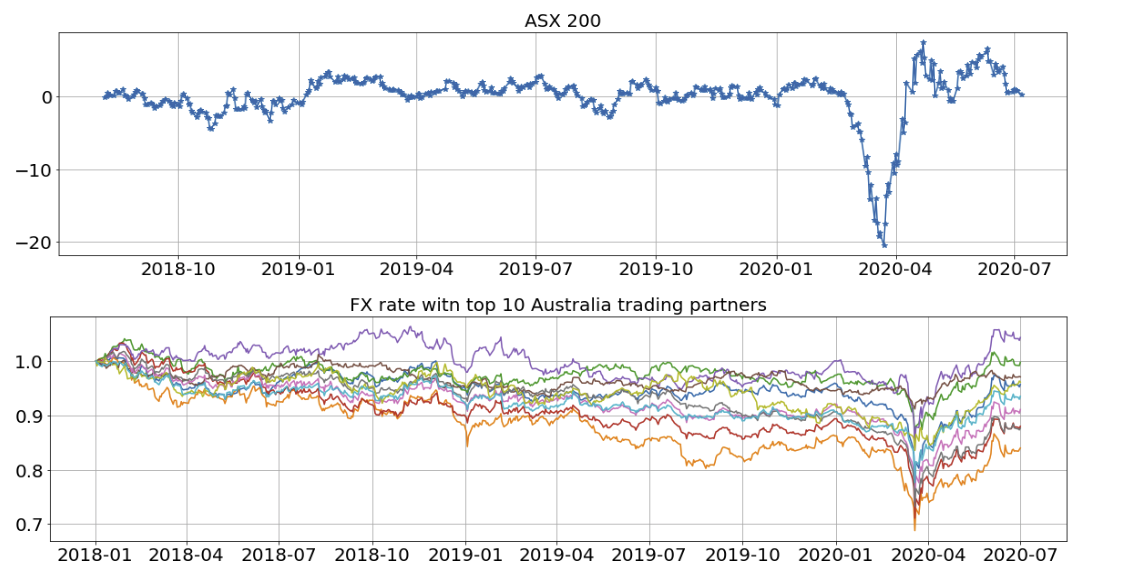 ASX 200
0
−10
−20
2018-10 2019-01 2019-04 2019-07 2019-10 2020-01 2020-04 2020-07
FX rate witn top 10 Australia trading partners
1.0
0.9
0.8
0.7
2018-01 2018-04 2018-07 2018-10 2019-01 2019-04 2019-07 2019-10 2020-01 2020-04 2020-07